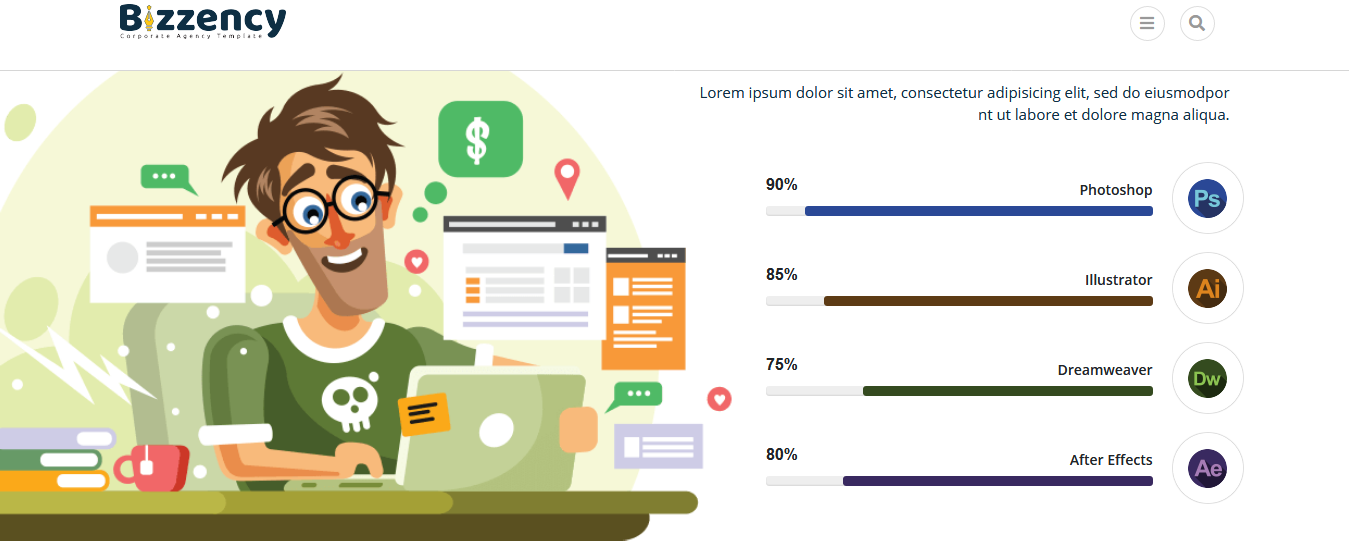 Bizzency
Corporate Agency Template
$
Lorem ipsum dolor sit amet, consectetur adipisicing elit, sed do eiusmodpor
nt ut labore et dolore magna aliqua.
90% Photoshop Ps
85% Illustrator Ai
75% Dreamweaver Dw
80% After Effects Ae